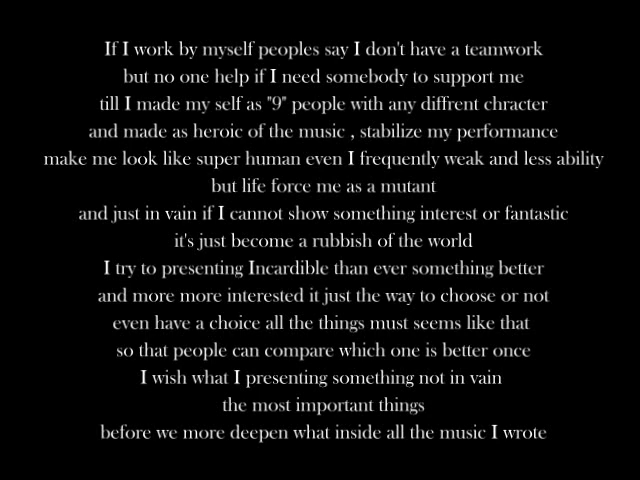 If I work by myself peoples say I don't have a teamwork
but no one help if I need somebody to support me
till I made my self as "9" people with any diffrent chracter
and made as heroic of the music , stabilize my performance
make me look like super human even I frequently weak and less ability
but life force me as a mutant
and just in vain if I cannot show something interest or fantastic
it's just become a rubbish of the world
I try to presenting Incardible than ever something better
and more more interested it just the way to choose or not
even have a choice all the things must seems like that
so that people can compare which one is better once
I wish what I presenting something not in vain
the most important things
before we more deepen what inside all the music I wrote